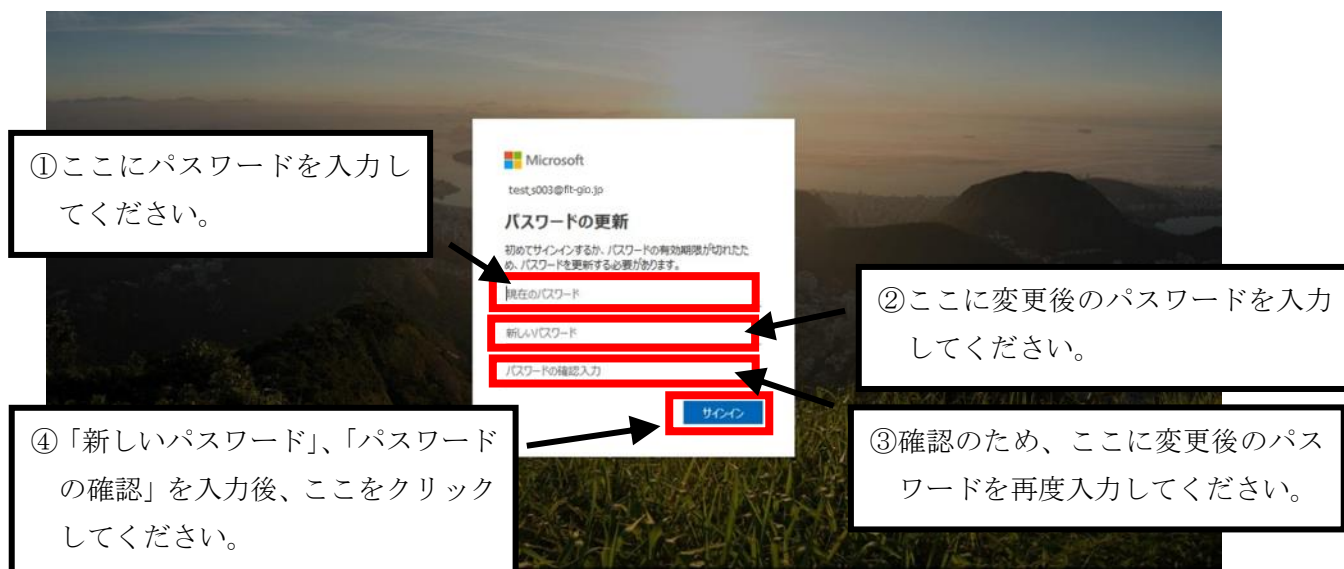 ①ここにパスワードを入力し
てください。
Microsoft
test_s003@fit-gio.jp
パスワードの更新
初めてサインインするか、パスワードの有効期限が切れたた
め、パスワードを更新する必要があります。
現在のパスワード
②ここに変更後のパスワードを入力
してください。
新しいパスワード
パスワードの確認入力
サインイン
③確認のため、ここに変更後のパス
ワードを再度入力してください。
④「新しいパスワード」、「パスワード
の確認」を入力後、ここをクリック
してください。